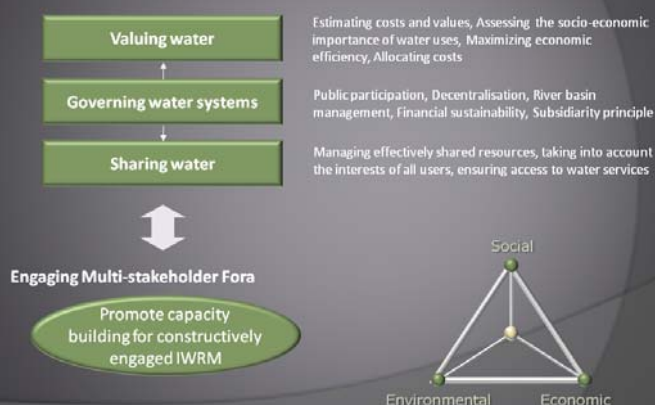 Valuing water
Estimating costs and values, Assessing the socio-economic
importance of water uses, Maximizing economic
efficiency, Allocating costs
Governing water systems
Public participation, Decentralisation, River basin
management, Financial sustainability, Subsidiarity principle
Sharing water
Managing effectively shared resources, taking into account
the interests of all users, ensuring access to water services
Engaging Multi-stakeholder Fora
Promote capacity
building for constructively
engaged IWRM
Social
Environmental
Economic